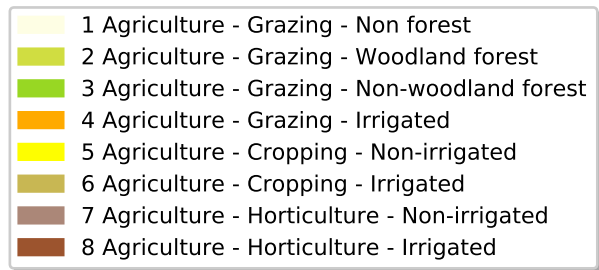 1 Agriculture - Grazing - Non forest
2 Agriculture - Grazing - Woodland forest
3 Agriculture - Grazing - Non-woodland forest
4 Agriculture - Grazing - Irrigated
5 Agriculture - Cropping - Non-irrigated
6 Agriculture - Cropping - Irrigated
7 Agriculture - Horticulture - Non-irrigated
8 Agriculture - Horticulture - Irrigated